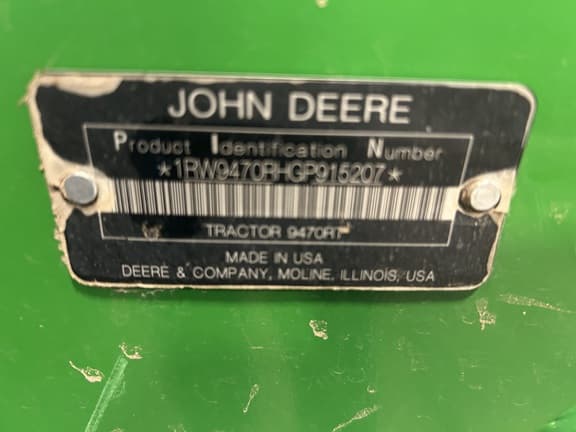 JOHN DEERE
Product Identification Number
*1RW9470RHGP915207*
TRACTOR 9470RT
MADE IN USA
DEERE & COMPANY, MOLINE, ILLINOIS, USA